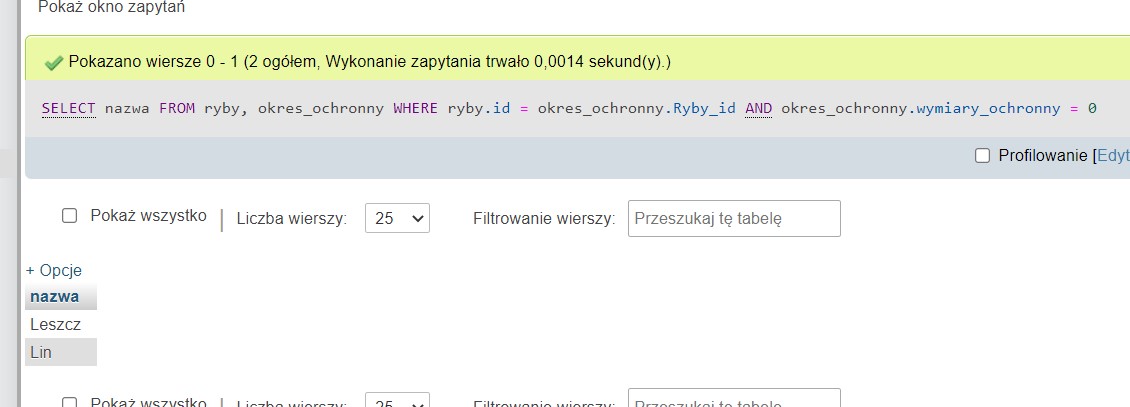 Pokaż okno zapytań
Pokazano wiersze 0 - 1 (2 ogółem, Wykonanie zapytania trwało 0,0014 sekund(y).)
SELECT nazwa FROM ryby, okres_ochronny WHERE ryby.id = okres_ochronny.Ryby_id AND okres_ochronny.wymiary_ochronny = 0
Profilowanie [Edyt
Pokaż wszystko | Liczba wierszy: 25 Filtrowanie wierszy: Przeszukaj tę tabelę
+ Opcje
nazwa
Leszcz
Lin
Pokaż wszystko | Liczba wierszy: 25 Filtrowanie wierszy: Przeszukaj tę tabelę